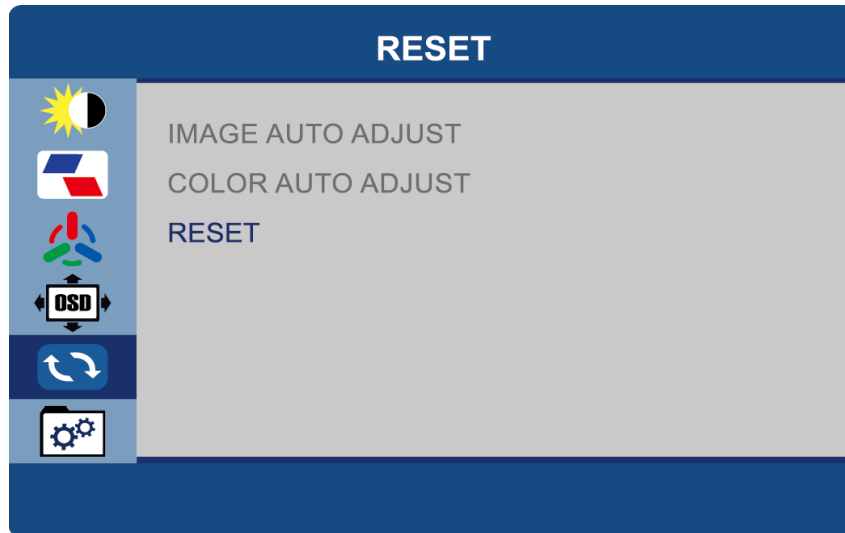 RESET
IMAGE AUTO ADJUST
COLOR AUTO ADJUST
RESET
OSD